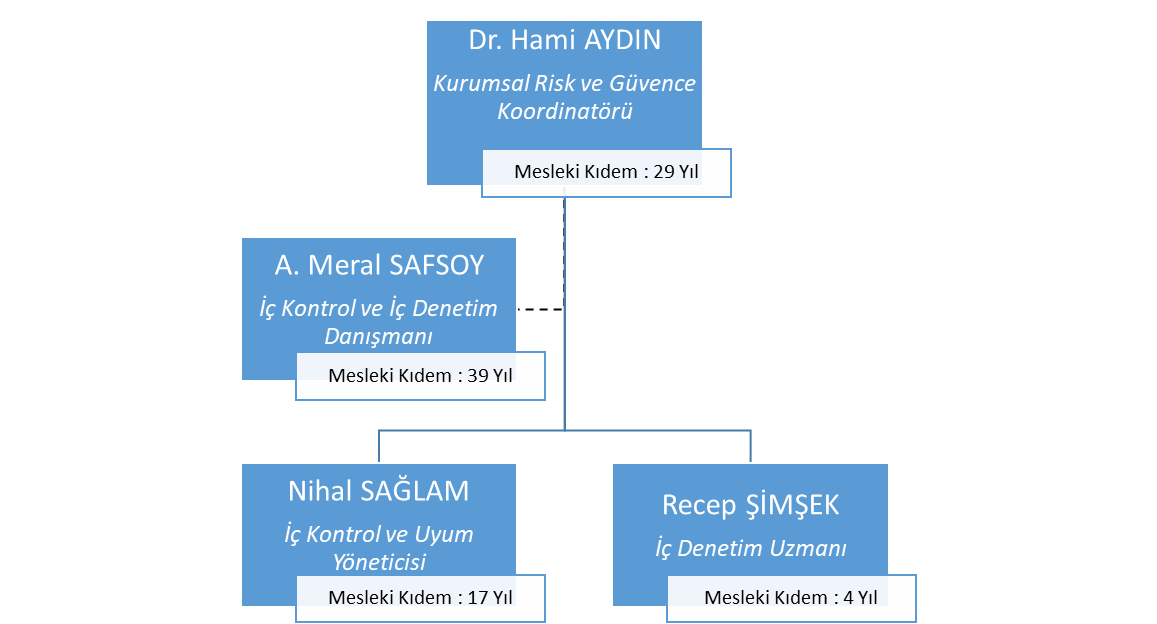 Dr. Hami AYDIN
Kurumsal Risk ve Güvence
Koordinatörü
Mesleki Kıdem : 29 Yıl
A. Meral SAFSOY
İç Kontrol ve İç Denetim
Danışmanı
Mesleki Kıdem : 39 Yıl
Nihal SAĞLAM
İç Kontrol ve Uyum
Yöneticisi
Mesleki Kıdem : 17 Yıl
Recep ŞİMŞEK
İç Denetim Uzmanı
Mesleki Kıdem : 4 Yıl